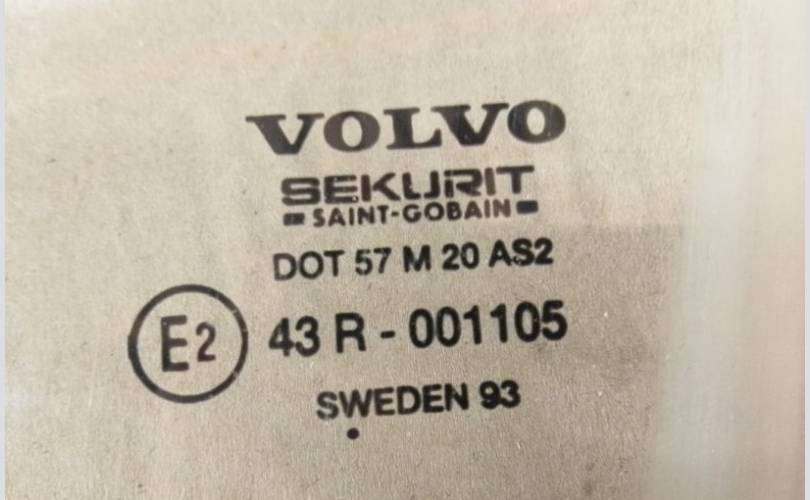 VOLVO
SEKURIT
SAINT-GOBAIN
DOT 57 M 20 AS2
E2 43 R - 001105
SWEDEN 93